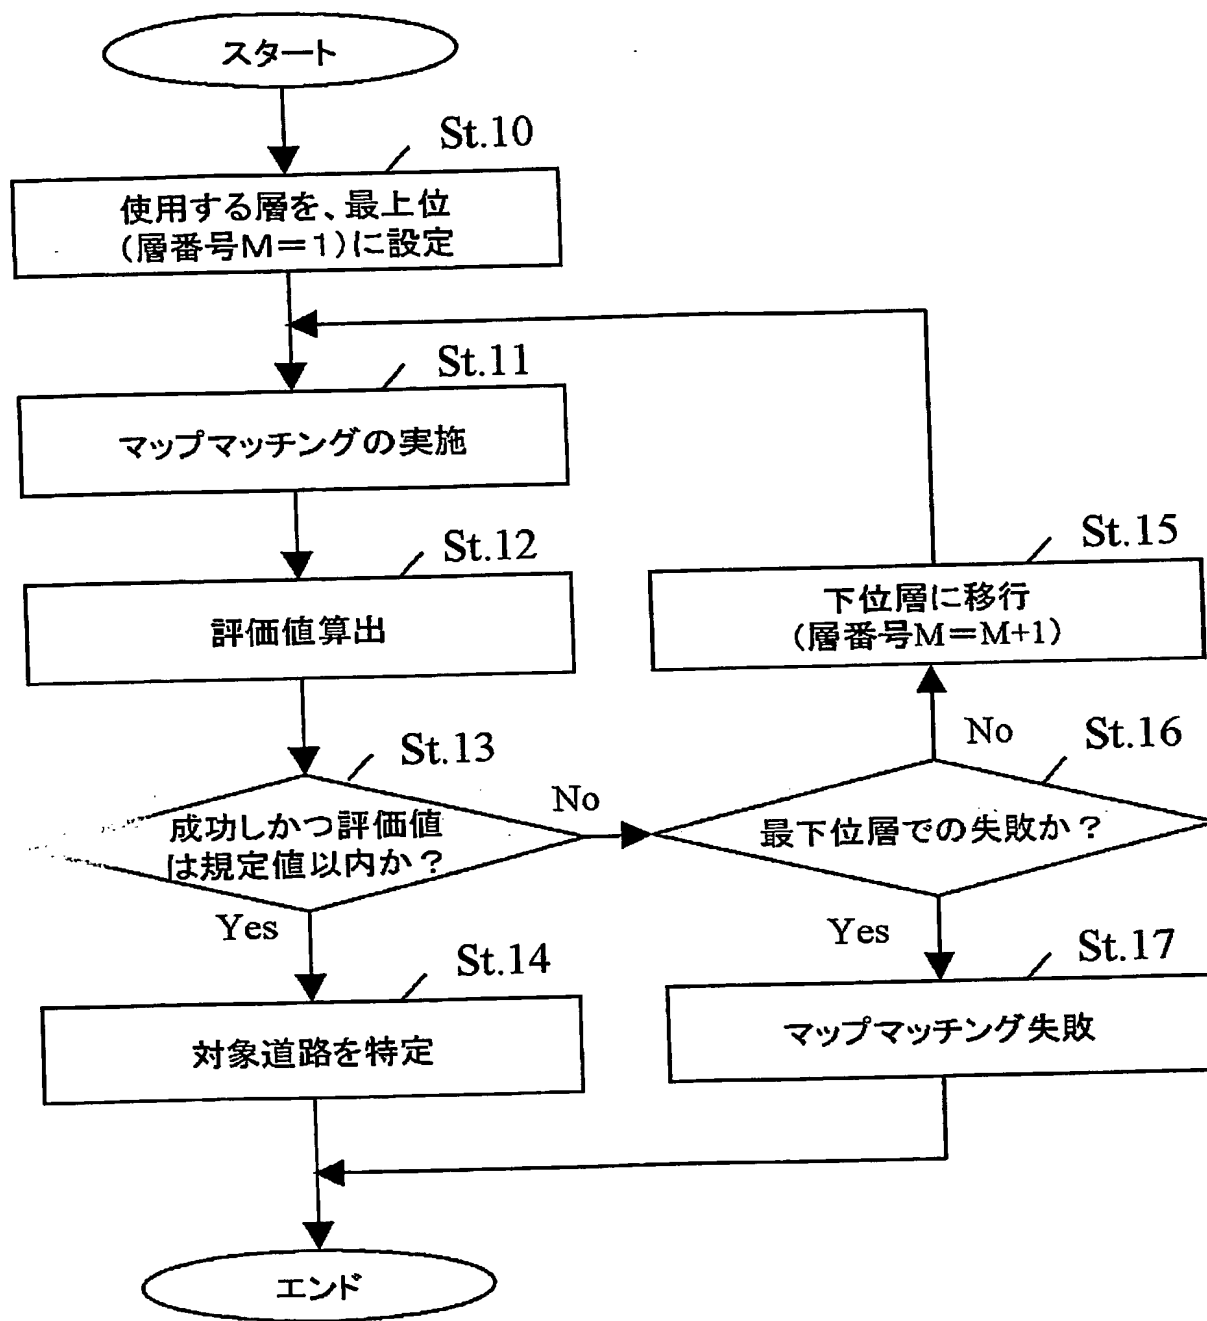 スタート
St.10
使用する層を、最上位
(層番号M=1)に設定
St.11
マップマッチングの実施
St.12
評価値算出
St.13
成功しかつ評価値
は規定値以内か?
No
Yes
St.14
対象道路を特定
St.15
下位層に移行
(層番号M=M+1)
No
St.16
最下位層での失敗か?
Yes
St.17
マップマッチング失敗
エンド